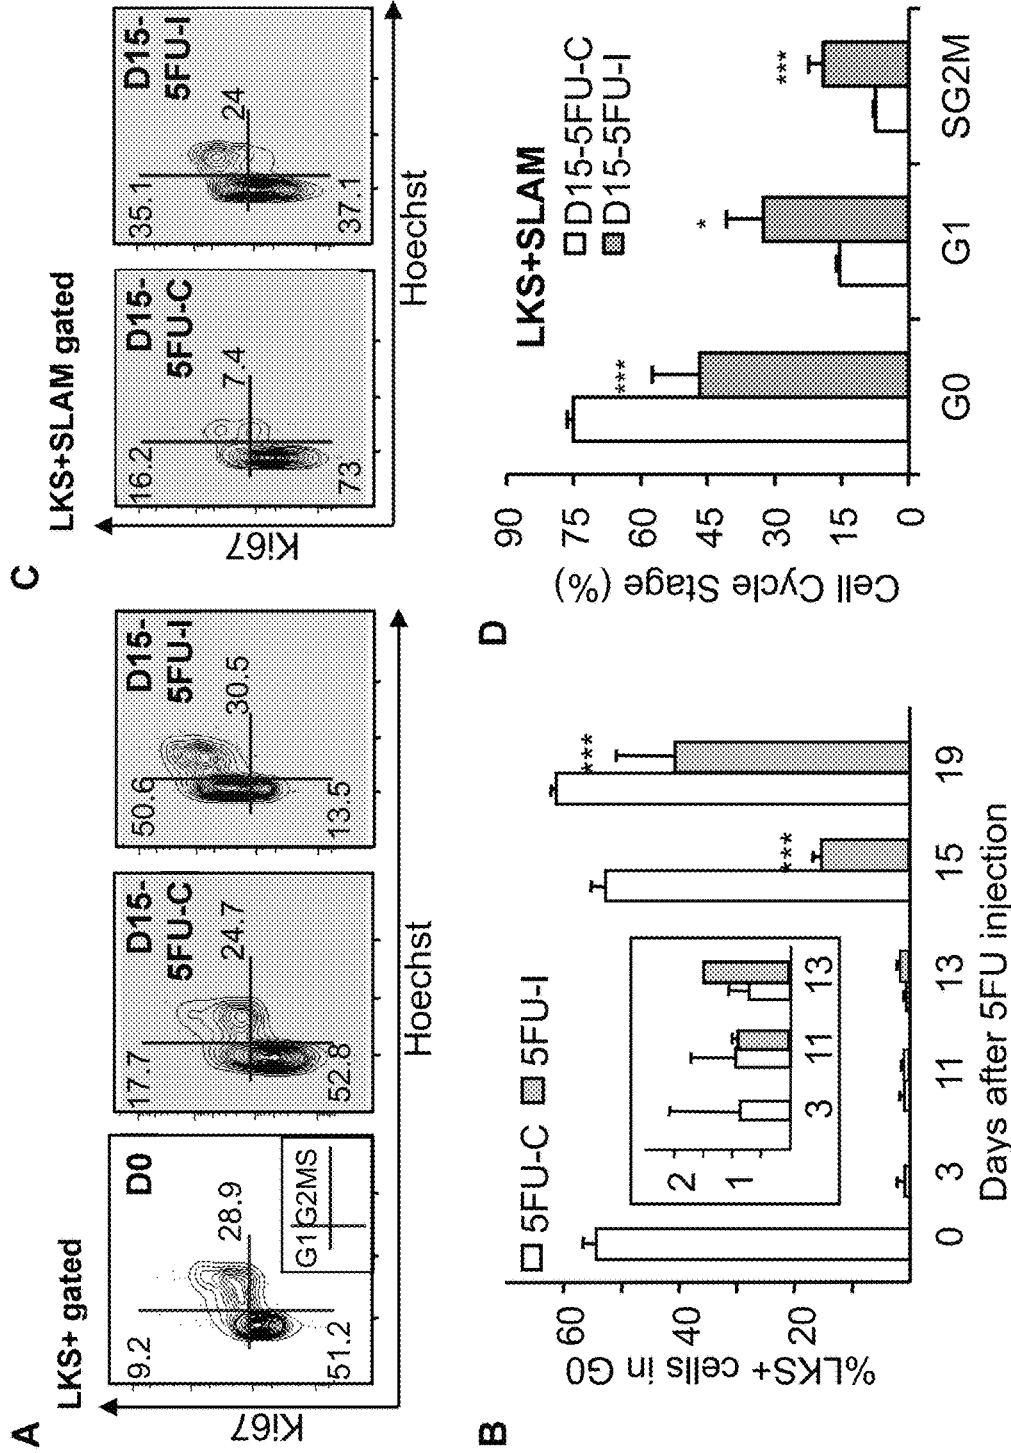 A
LKS+ gated
Ki67
9.2
D0
28.9
51.2
G1
G2MS
17.7
D15-
5FU-C
24.7
52.8
50.6
D15-
5FU-I
30.5
13.5
Hoechst
C
LKS+SLAM gated
Ki67
16.2
D15-
5FU-C
7.4
73
35.1
D15-
5FU-I
24
37.1
Hoechst
B
%LKS+ cells in G0
60
40
20
5FU-C
5FU-I
2
1
3
11
13
***
***
0
3
11
13
15
19
Days after 5FU injection
D
LKS+SLAM
D15-5FU-C
D15-5FU-I
Cell Cycle Stage (%)
90
75
60
45
30
15
0
***
*
***
G0
G1
SG2M